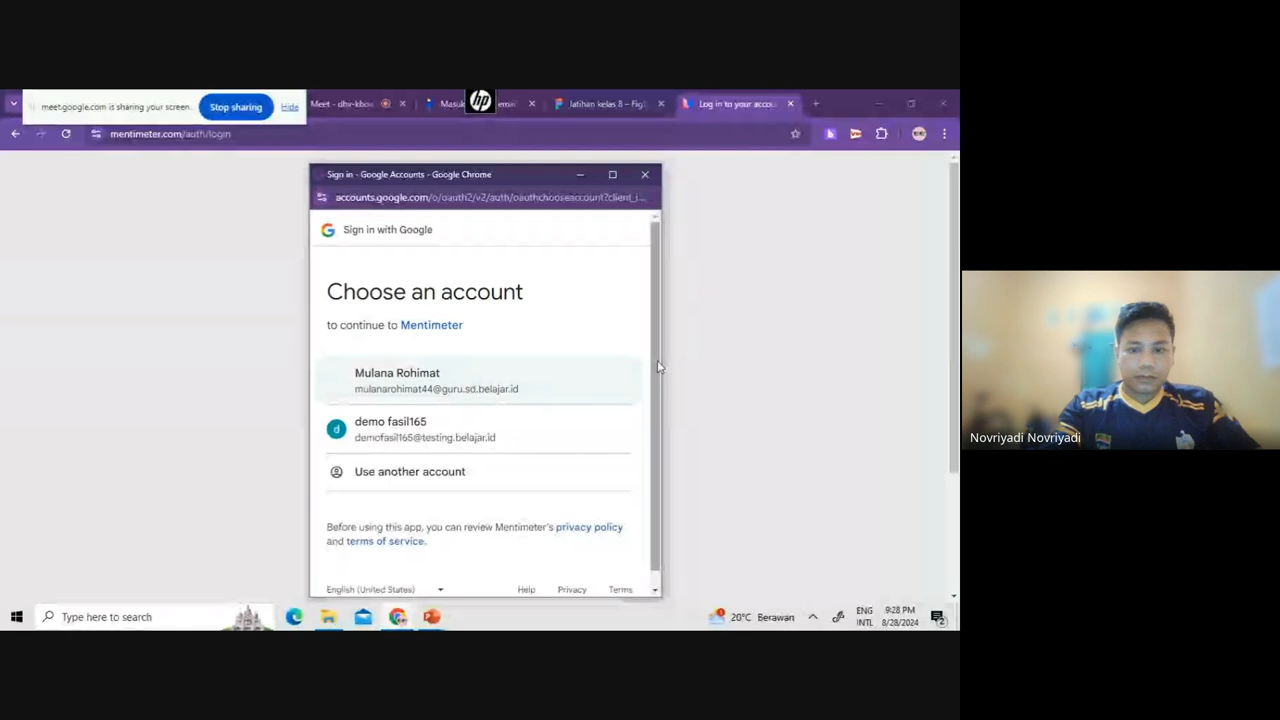 meet.google.com is sharing your screen.
Stop sharing
Hide
hp
latihan kelas 8 – Fig
Log in to your accou
mentimeter.com/auth/login
Sign in - Google Accounts - Google Chrome
accounts.google.com/o/oauth2/v2/auth/oauthchooseaccount?client_i...
Sign in with Google
Choose an account
to continue to Mentimeter
Mulana Rohimat
mulanarohimat44@guru.sd.belajar.id
d
demo fasil165
demofasil165@testing.belajar.id
Use another account
Before using this app, you can review Mentimeter's privacy policy
and terms of service.
English (United States)
Help
Privacy
Terms
Type here to search
20°C Berawan
ENG
INTL
9:28 PM
8/28/2024
2
Novriyadi Novriyadi